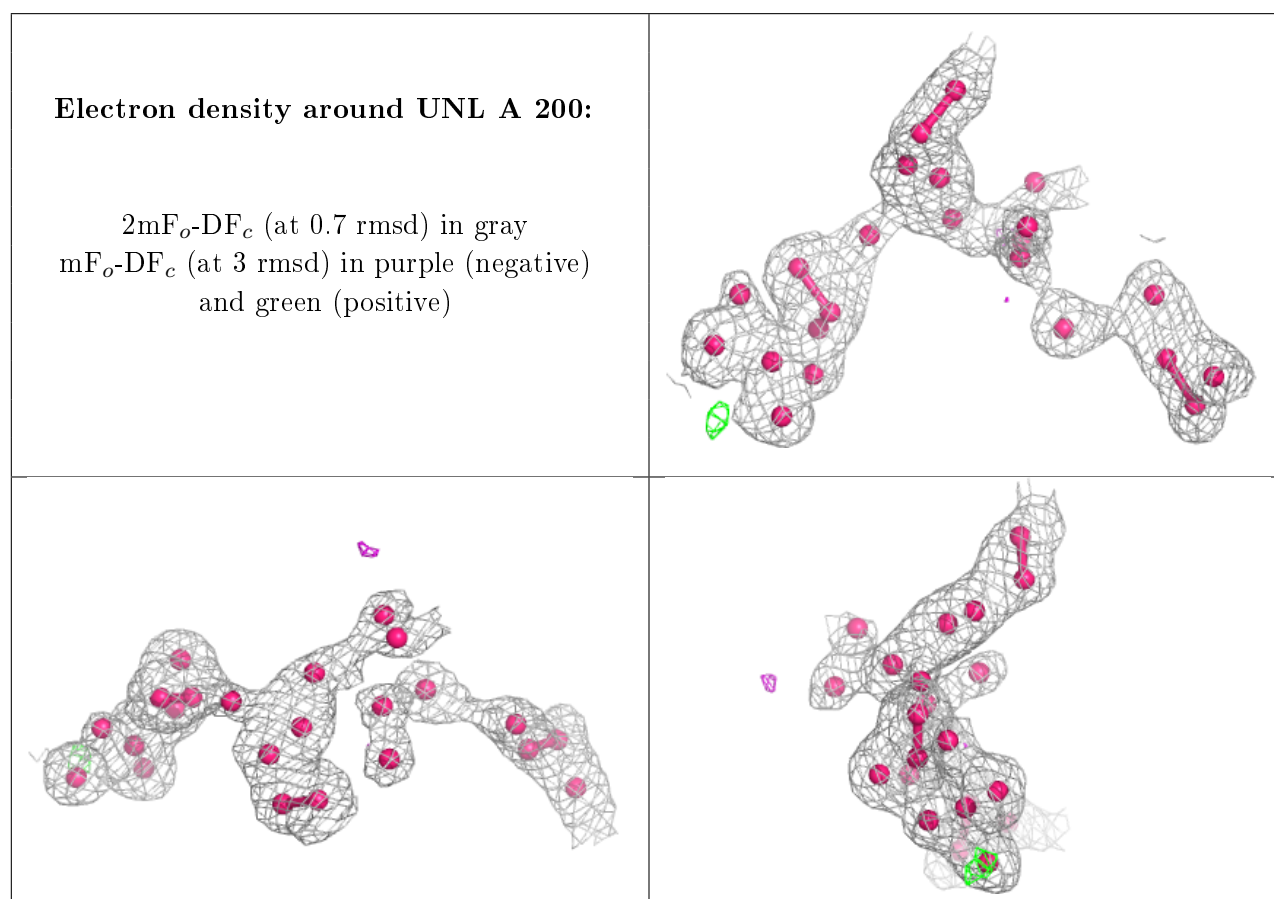 Electron density around UNL A 200:
2mFo-DFc (at 0.7 rmsd) in gray
mFo-DFc (at 3 rmsd) in purple (negative)
and green (positive)